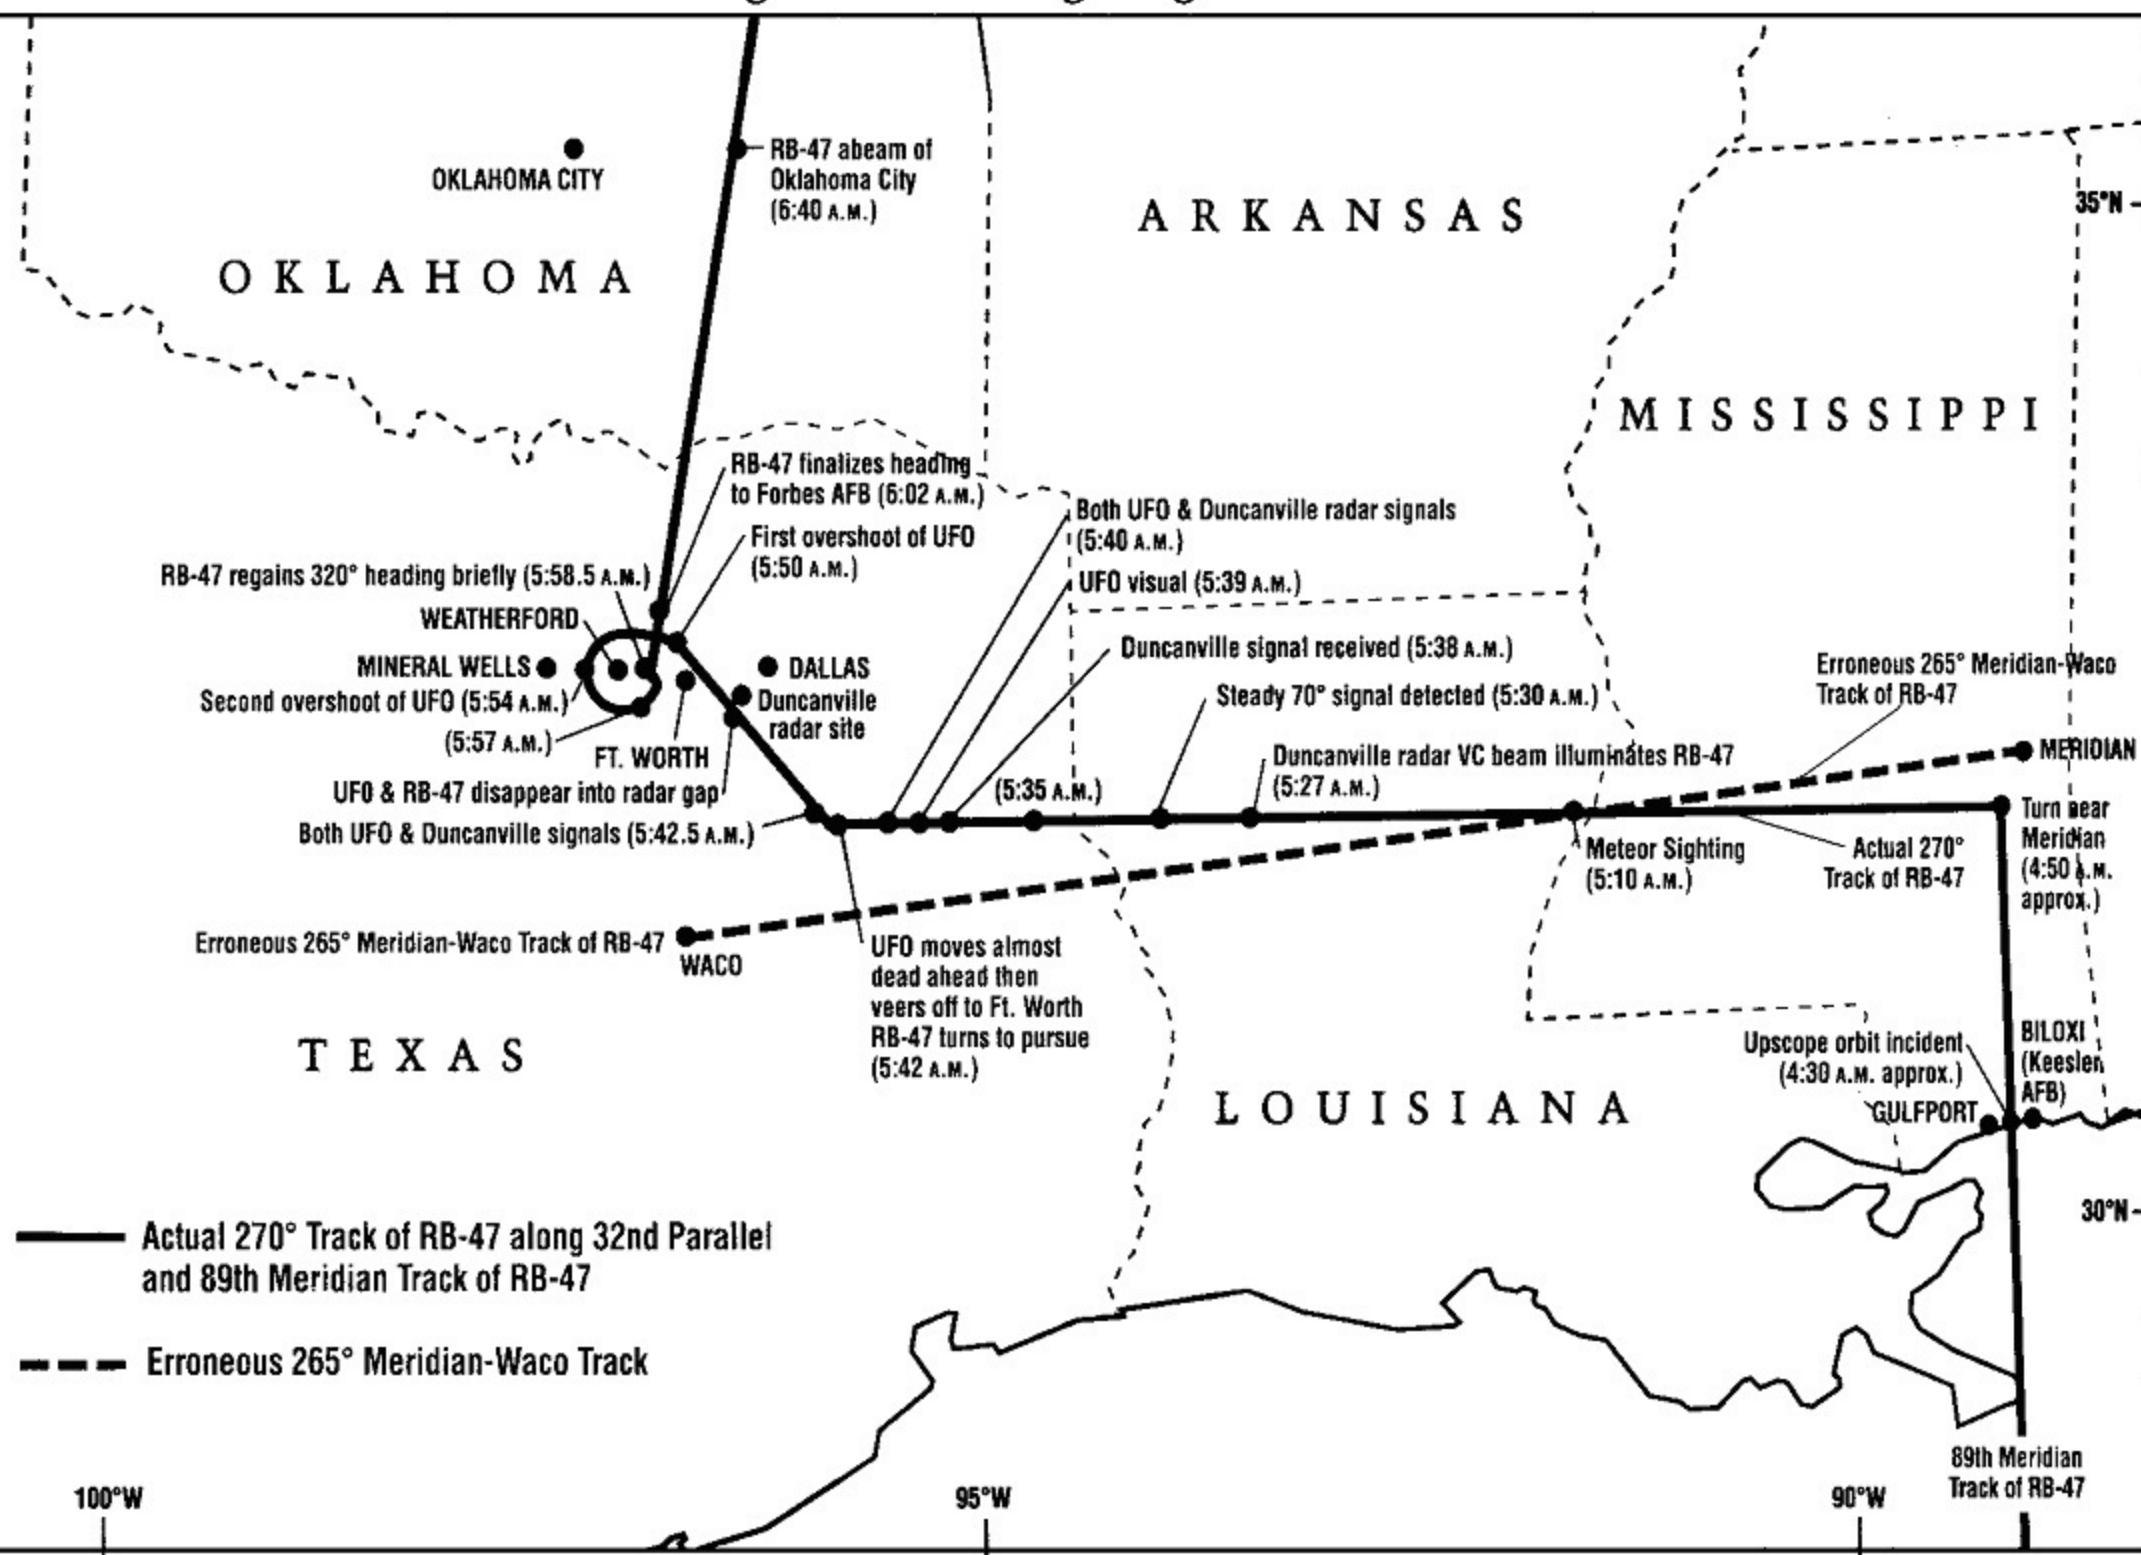 OKLAHOMA CITY
RB-47 abeam of
Oklahoma City
(6:40 A.M.)
ARKANSAS
35°N
OKLAHOMA
MISSISSIPPI
RB-47 finalizes heading
to Forbes AFB (6:02 A.M.)
Both UFO & Duncanville radar signals
(5:40 A.M.)
First overshoot of UFO
(5:50 A.M.)
RB-47 regains 320° heading briefly (5:58.5 A.M.)
UFO visual (5:39 A.M.)
WEATHERFORD
Duncanville signal received (5:38 A.M.)
MINERAL WELLS
DALLAS
Erroneous 265° Meridian-Waco
Track of RB-47
Second overshoot of UFO (5:54 A.M.)
Duncanville
radar site
Steady 70° signal detected (5:30 A.M.)
(5:57 A.M.)
FT. WORTH
Duncanville radar VC beam illuminates RB-47
(5:27 A.M.)
MERIDIAN
UFO & RB-47 disappear into radar gap
(5:35 A.M.)
Both UFO & Duncanville signals (5:42.5 A.M.)
Turn near
Meridian
(4:50 A.M.
approx.)
Meteor Sighting
(5:10 A.M.)
Actual 270°
Track of RB-47
Erroneous 265° Meridian-Waco Track of RB-47
WACO
UFO moves almost
dead ahead then
veers off to Ft. Worth
RB-47 turns to pursue
(5:42 A.M.)
TEXAS
Upscope orbit incident
(4:30 A.M. approx.)
BILOXI
(Keesler
AFB)
GULFPORT
LOUISIANA
30°N
Actual 270° Track of RB-47 along 32nd Parallel
and 89th Meridian Track of RB-47
Erroneous 265° Meridian-Waco Track
89th Meridian
Track of RB-47
100°W
95°W
90°W